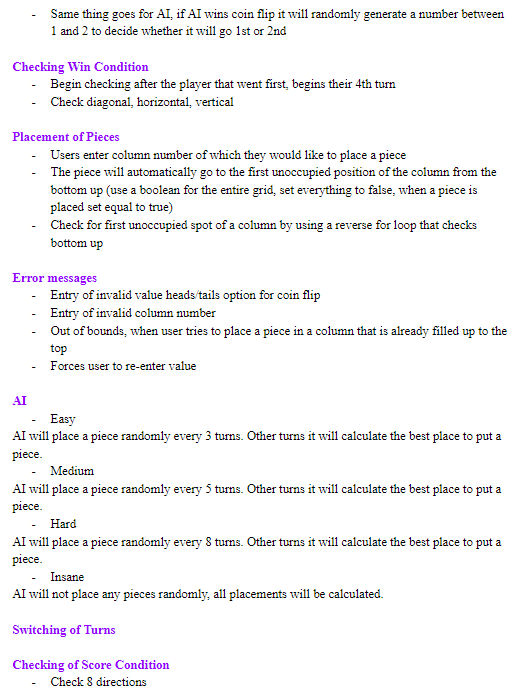 - Same thing goes for AI, if AI wins coin flip it will randomly generate a number between
1 and 2 to decide whether it will go 1st or 2nd
Checking Win Condition
- Begin checking after the player that went first, begins their 4th turn
- Check diagonal, horizontal, vertical
Placement of Pieces
- Users enter column number of which they would like to place a piece
- The piece will automatically go to the first unoccupied position of the column from the
bottom up (use a boolean for the entire grid, set everything to false, when a piece is
placed set equal to true)
- Check for first unoccupied spot of a column by using a reverse for loop that checks
bottom up
Error messages
- Entry of invalid value heads/tails option for coin flip
- Entry of invalid column number
- Out of bounds, when user tries to place a piece in a column that is already filled up to the
top
- Forces user to re-enter value
AI
- Easy
AI will place a piece randomly every 3 turns. Other turns it will calculate the best place to put a
piece.
- Medium
AI will place a piece randomly every 5 turns. Other turns it will calculate the best place to put a
piece.
- Hard
AI will place a piece randomly every 8 turns. Other turns it will calculate the best place to put a
piece.
- Insane
AI will not place any pieces randomly, all placements will be calculated.
Switching of Turns
Checking of Score Condition
- Check 8 directions